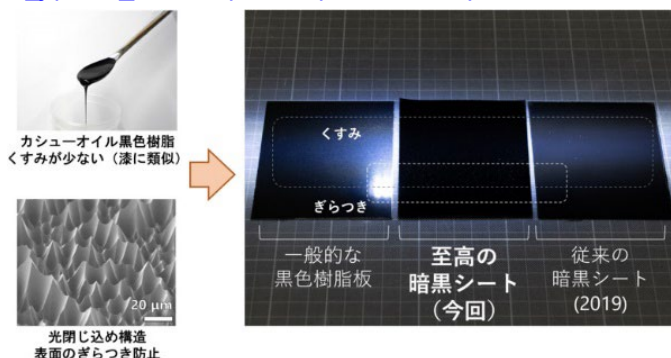 カシューオイル黒色樹脂
くすみが少ない（漆に類似）
20 μm
光閉じ込め構造
表面のぎらつき防止
くすみ
ぎらつき
一般的な
黒色樹脂板
至高の
暗黒シート
（今回）
従来の
暗黒シート
(2019)